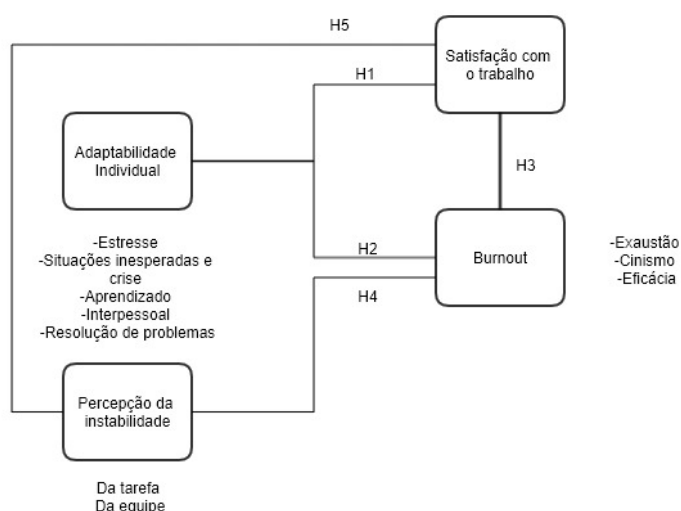 H5
Satisfação com
o trabalho
H1
Adaptabilidade
Individual
H3
-Estresse
-Situações inesperadas e
crise
-Aprendizado
-Interpessoal
-Resolução de problemas
H2
Burnout
-Exaustão
-Cinismo
-Eficácia
H4
Percepção da
instabilidade
Da tarefa
Da equipe